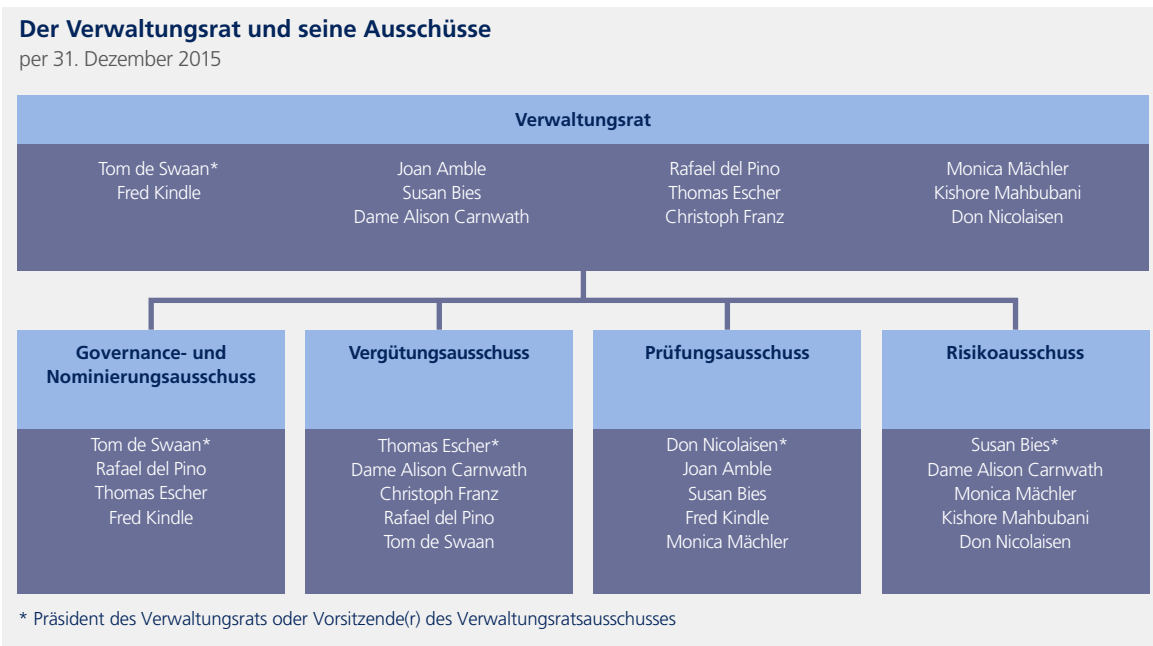 Der Verwaltungsrat und seine Ausschüsse
per 31. Dezember 2015
Verwaltungsrat
Tom de Swaan*
Fred Kindle
Joan Amble
Susan Bies
Dame Alison Carnwath
Rafael del Pino
Thomas Escher
Christoph Franz
Monica Mächler
Kishore Mahbubani
Don Nicolaisen
Governance- und
Nominierungsausschuss
Tom de Swaan*
Rafael del Pino
Thomas Escher
Fred Kindle
Vergütungsausschuss
Thomas Escher*
Dame Alison Carnwath
Christoph Franz
Rafael del Pino
Tom de Swaan
Prüfungsausschuss
Don Nicolaisen*
Joan Amble
Susan Bies
Fred Kindle
Monica Mächler
Risikoausschuss
Susan Bies*
Dame Alison Carnwath
Monica Mächler
Kishore Mahbubani
Don Nicolaisen
* Präsident des Verwaltungsrats oder Vorsitzende(r) des Verwaltungsratsausschusses